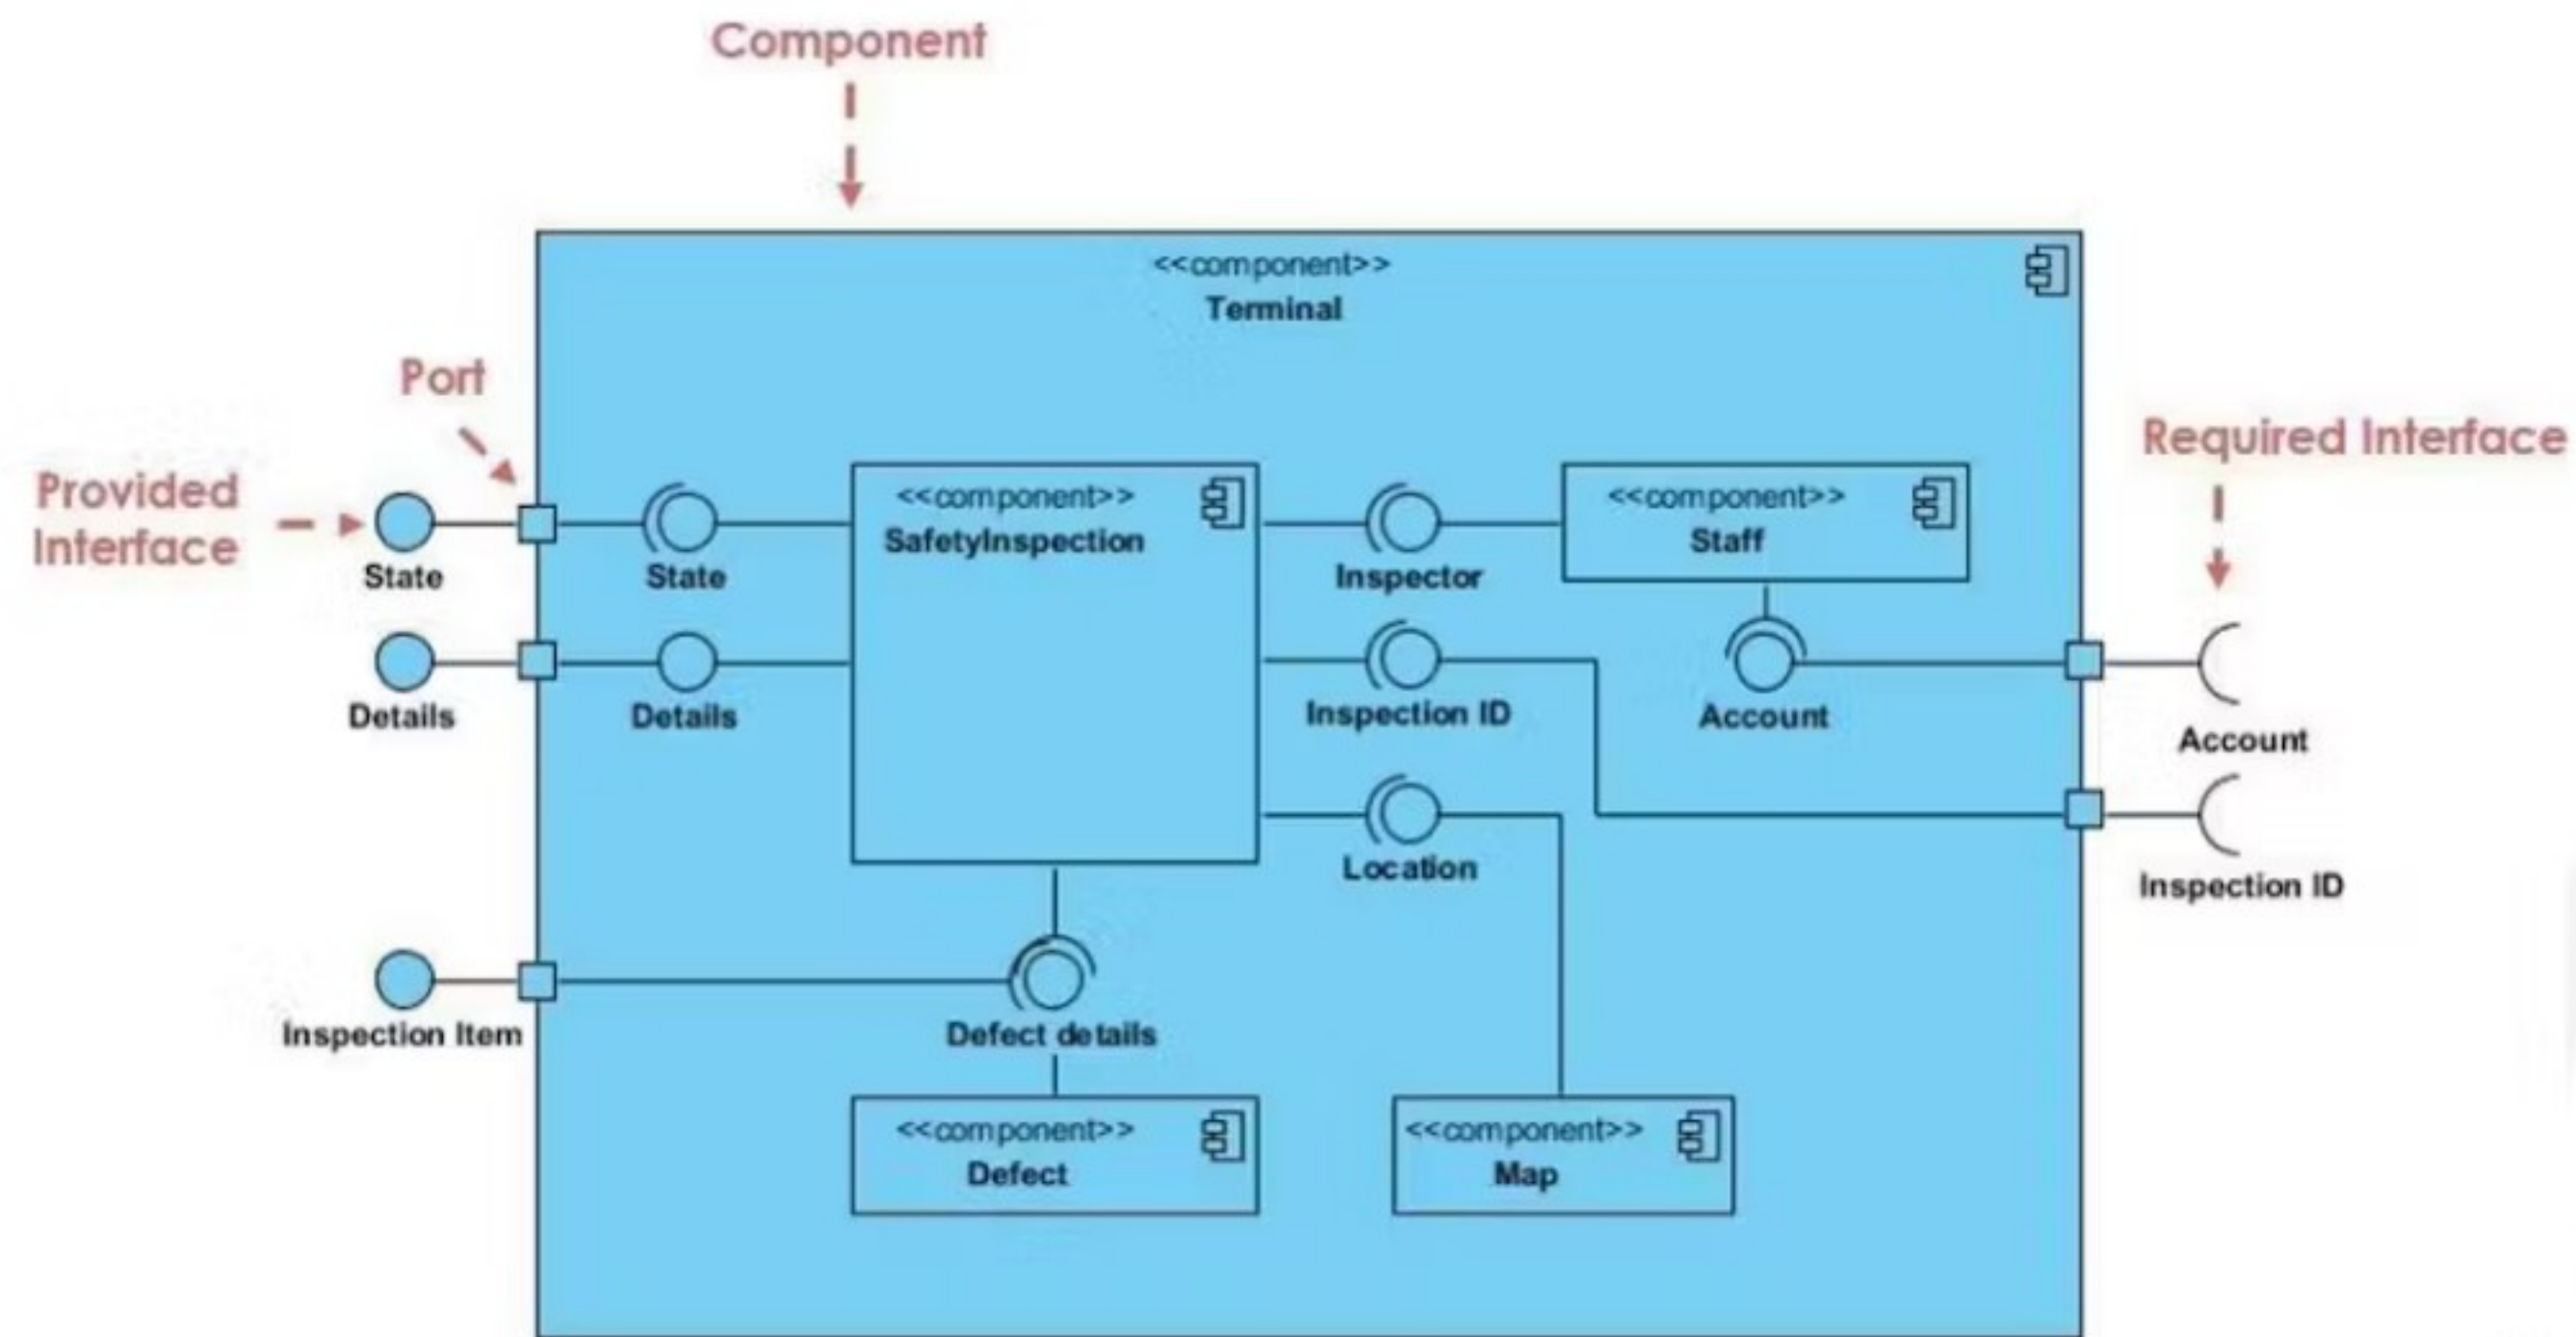 Component
<<component>>
Terminal
Port
Required Interface
Provided
Interface
<<component>>
SafetyInspection
<<component>>
Staff
State
State
Inspector
Details
Details
Inspection ID
Account
Account
Location
Inspection ID
Inspection Item
Defect details
<<component>>
Defect
<<component>>
Map